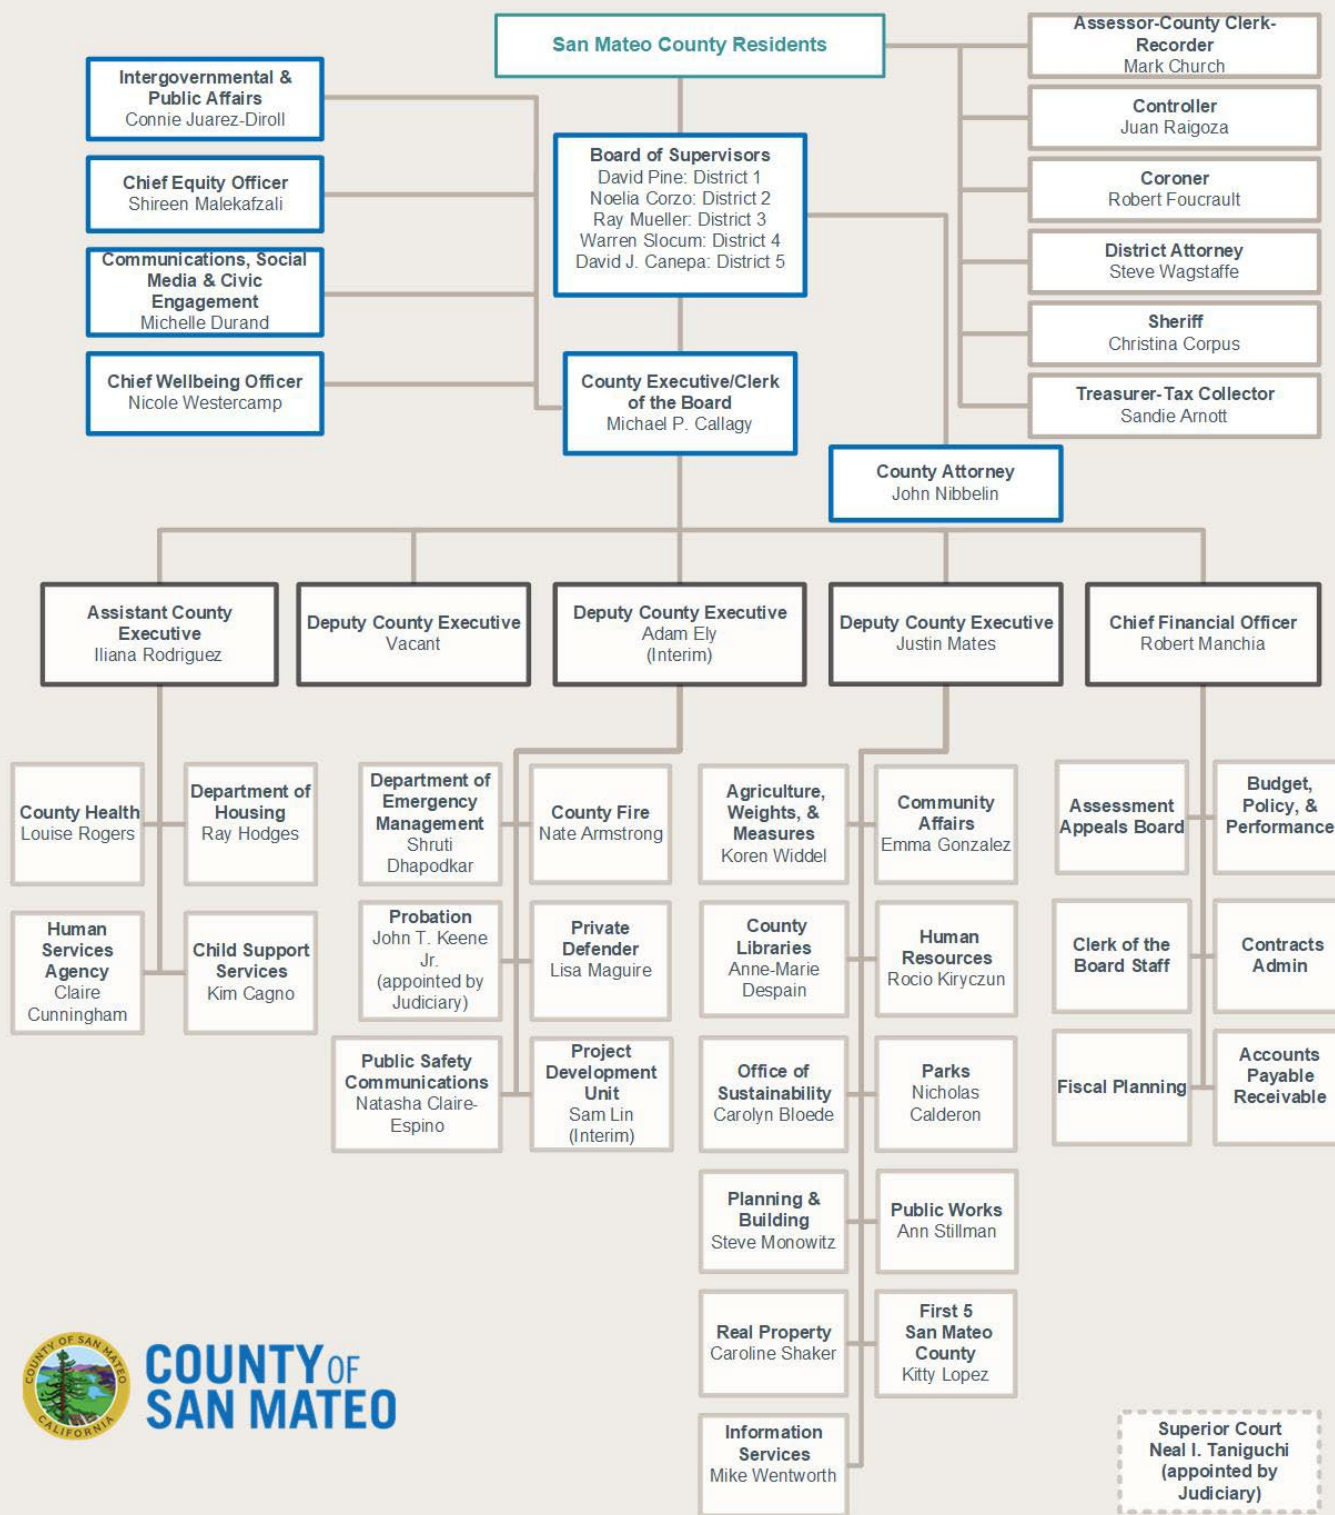 San Mateo County Residents
Assessor-County Clerk-
Recorder
Mark Church
Controller
Juan Raigoza
Coroner
Robert Foucrault
District Attorney
Steve Wagstaffe
Sheriff
Christina Corpus
Treasurer-Tax Collector
Sandie Arnott
Intergovernmental &
Public Affairs
Connie Juarez-Diroll
Chief Equity Officer
Shireen Malekafzali
Communications, Social
Media & Civic
Engagement
Michelle Durand
Chief Wellbeing Officer
Nicole Westercamp
Board of Supervisors
David Pine: District 1
Noelia Corzo: District 2
Ray Mueller: District 3
Warren Slocum: District 4
David J. Canepa: District 5
County Executive/Clerk
of the Board
Michael P. Callagy
County Attorney
John Nibbelin
Assistant County
Executive
Iliana Rodriguez
Deputy County Executive
Vacant
Deputy County Executive
Adam Ely
(Interim)
Deputy County Executive
Justin Mates
Chief Financial Officer
Robert Manchia
County Health
Louise Rogers
Department of
Housing
Ray Hodges
Human
Services
Agency
Claire
Cunningham
Child Support
Services
Kim Cagno
Department of
Emergency
Management
Shruti
Dhapodkar
County Fire
Nate Armstrong
Probation
John T. Keene
Jr.
(appointed by
Judiciary)
Private
Defender
Lisa Maguire
Public Safety
Communications
Natasha Claire-
Espino
Project
Development
Unit
Sam Lin
(Interim)
Agriculture,
Weights, &
Measures
Koren Widdel
Community
Affairs
Emma Gonzalez
County
Libraries
Anne-Marie
Despain
Human
Resources
Rocio Kiryczun
Office of
Sustainability
Carolyn Bloede
Parks
Nicholas
Calderon
Planning &
Building
Steve Monowitz
Public Works
Ann Stillman
Real Property
Caroline Shaker
First 5
San Mateo
County
Kitty Lopez
Information
Services
Mike Wentworth
Assessment
Appeals Board
Budget,
Policy, &
Performance
Clerk of the
Board Staff
Contracts
Admin
Fiscal Planning
Accounts
Payable
Receivable
COUNTY OF SAN MATEO
CALIFORNIA
COUNTY OF
SAN MATEO
Superior Court
Neal I. Taniguchi
(appointed by
Judiciary)